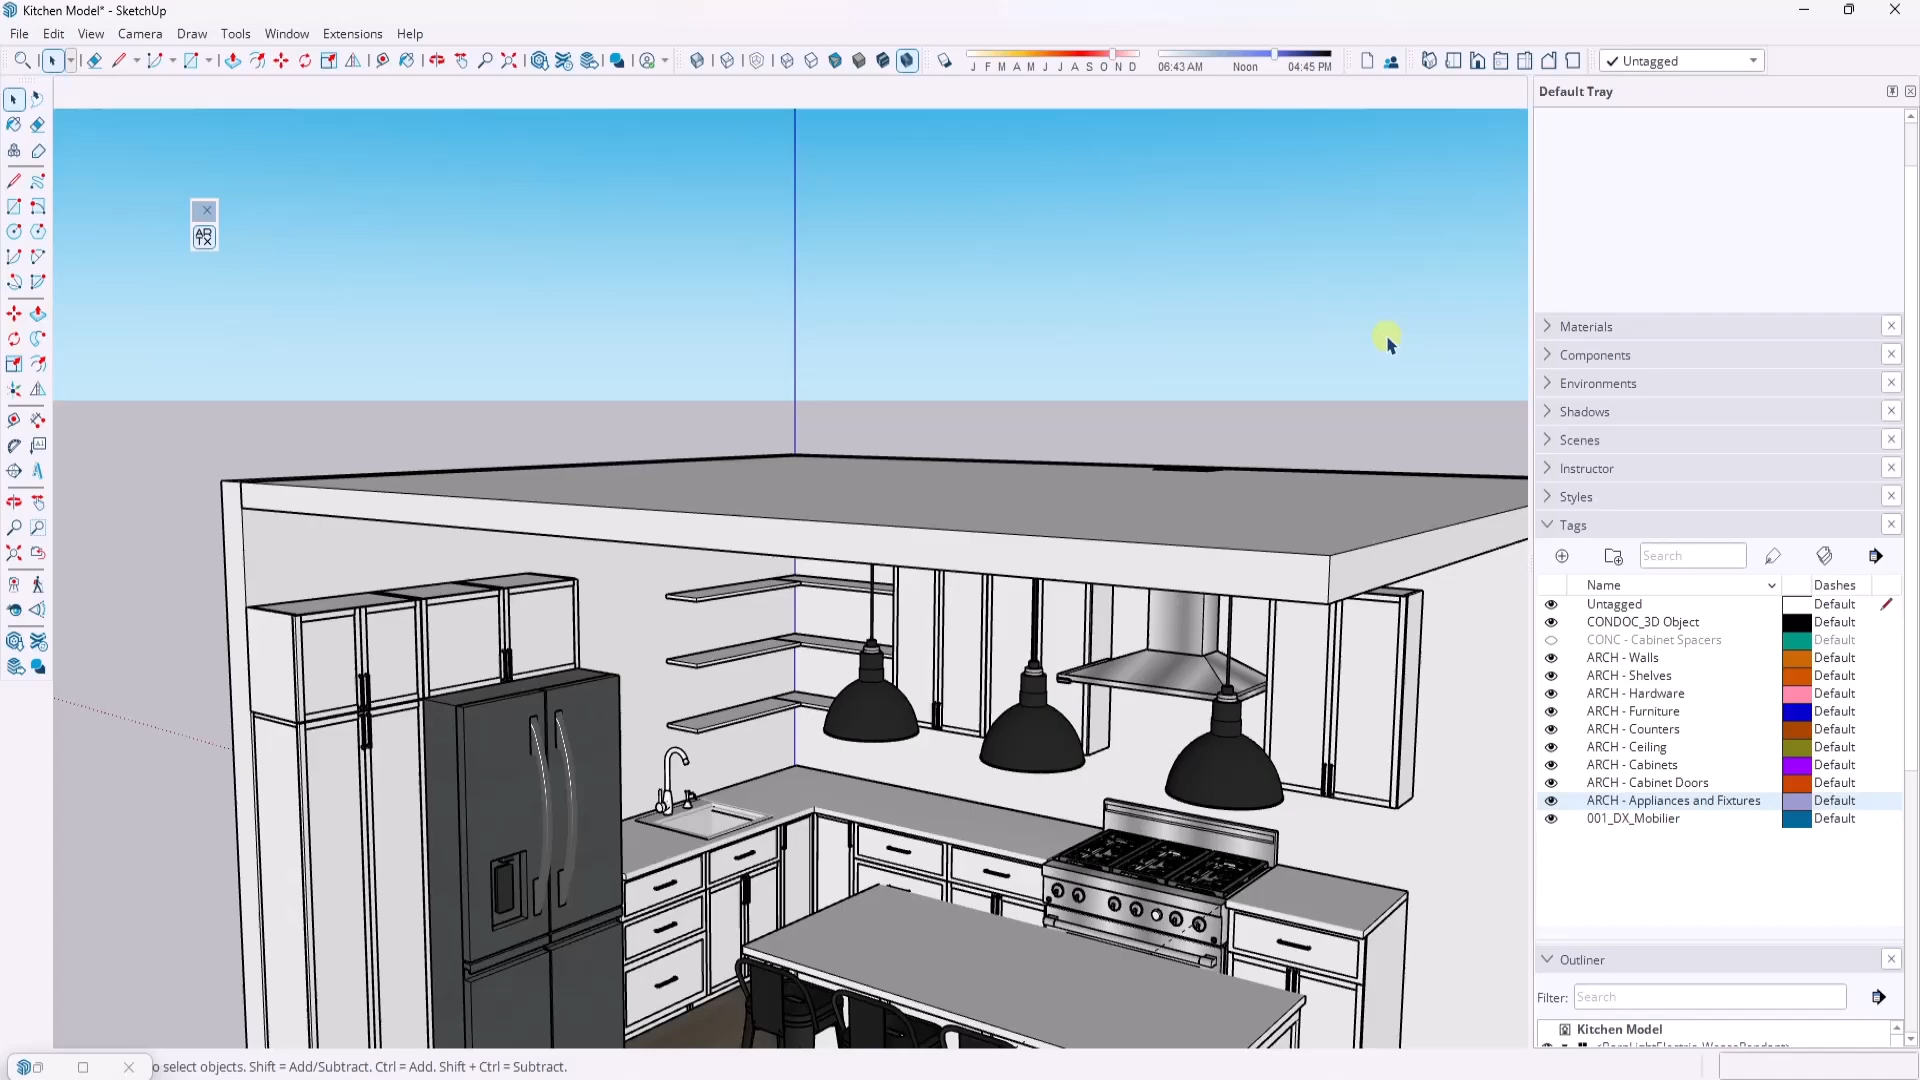 Kitchen Model* - SketchUp
File Edit View Camera Draw Tools Window Extensions Help
J F M A M J J A S O N D
06:43 AM Noon 04:45 PM
Untagged
Default Tray
AR
TX
Materials
Components
Environments
Shadows
Scenes
Instructor
Styles
Tags
Search
Name Dashes
Untagged Default
CONDOC_3D Object Default
CONC - Cabinet Spacers Default
ARCH - Walls Default
ARCH - Shelves Default
ARCH - Hardware Default
ARCH - Furniture Default
ARCH - Counters Default
ARCH - Ceiling Default
ARCH - Cabinets Default
ARCH - Cabinet Doors Default
ARCH - Appliances and Fixtures Default
001_DX_Mobilier Default
Outliner
Filter: Search
Kitchen Model
o select objects. Shift = Add/Subtract. Ctrl = Add. Shift + Ctrl = Subtract.